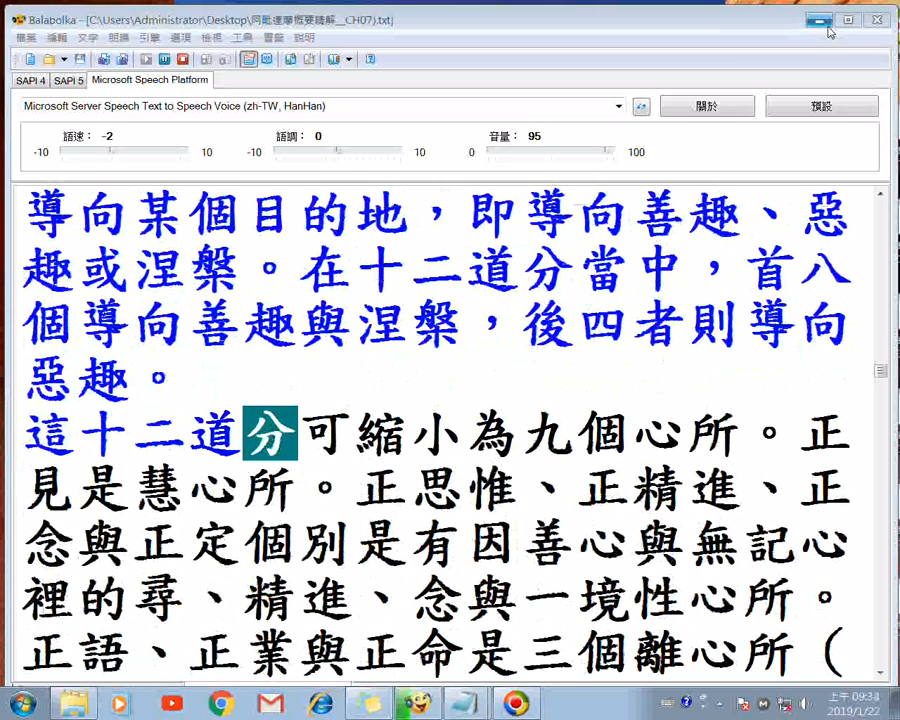 Balabolka - [C:\Users\Administrator\Desktop\阿毗達摩概要精解__CH07).txt]
檔案 編輯 文字 朗讀 引擎 選項 檢視 工具 書籤 說明
SAPI 4 SAPI 5 Microsoft Speech Platform
Microsoft Server Speech Text to Speech Voice (zh-TW, HanHan) 關於 預設
語速： -2 語調： 0 音量： 95
-10 10 -10 10 0 100
導向某個目的地，即導向善趣、惡
趣或涅槃。在十二道分當中，首八
個導向善趣與涅槃，後四者則導向
惡趣。
這十二道分可縮小為九個心所。正
見是慧心所。正思惟、正精進、正
念與正定個別是有因善心與無記心
裡的尋、精進、念與一境性心所。
正語、正業與正命是三個離心所（
上午 09:33
2019/1/22